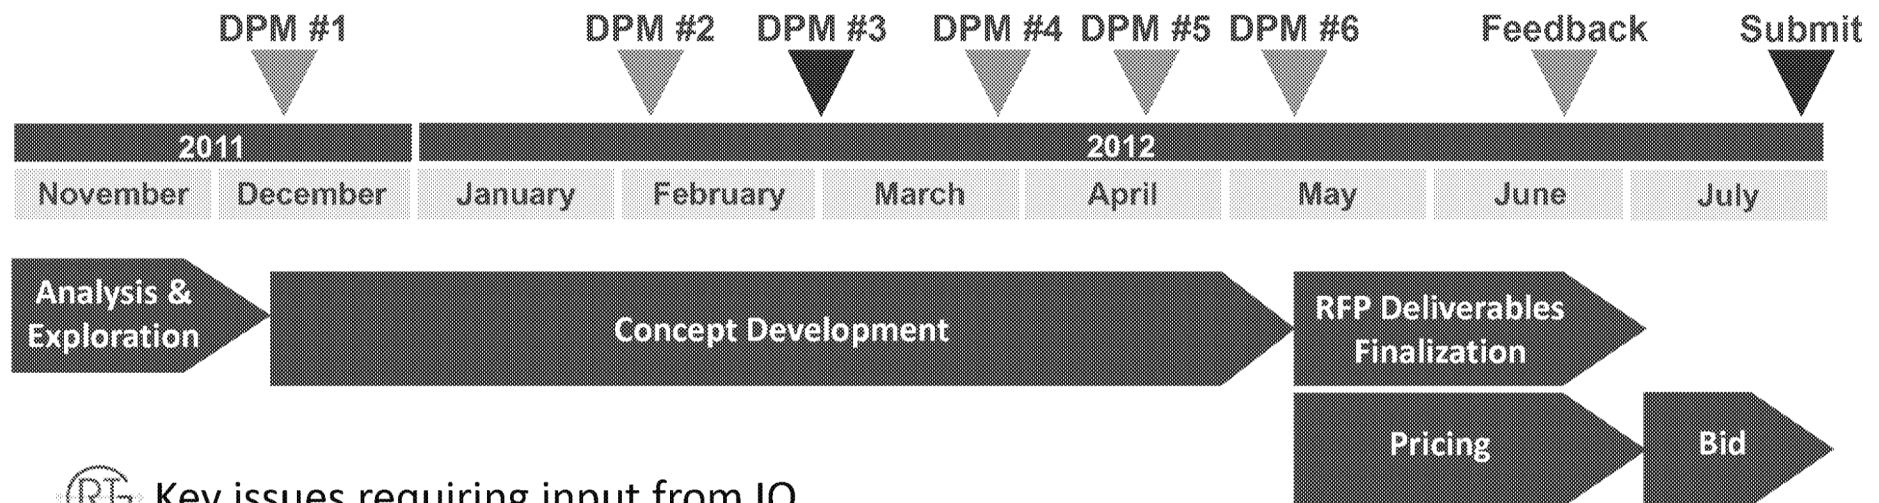 DPM #1 DPM #2 DPM #3 DPM #4 DPM #5 DPM #6 Feedback Submit
2011 2012
November December January February March April May June July
Analysis &
Exploration
Concept Development
RFP Deliverables
Finalization
Pricing Bid
RTG Key issues requiring input from IO